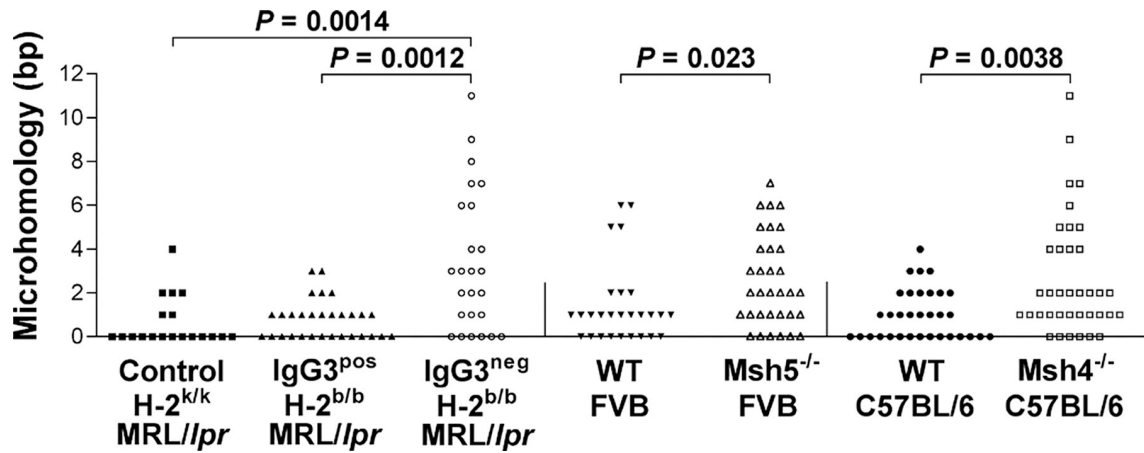 P = 0.0014
P = 0.0012 P = 0.023 P = 0.0038
Microhomology (bp)
12
10
8
6
4
2
0
Control IgG3pos IgG3neg WT Msh5-/- WT Msh4-/-
H-2k/k H-2b/b H-2b/b FVB FVB C57BL/6 C57BL/6
MRL//lpr MRL//lpr MRL//lpr